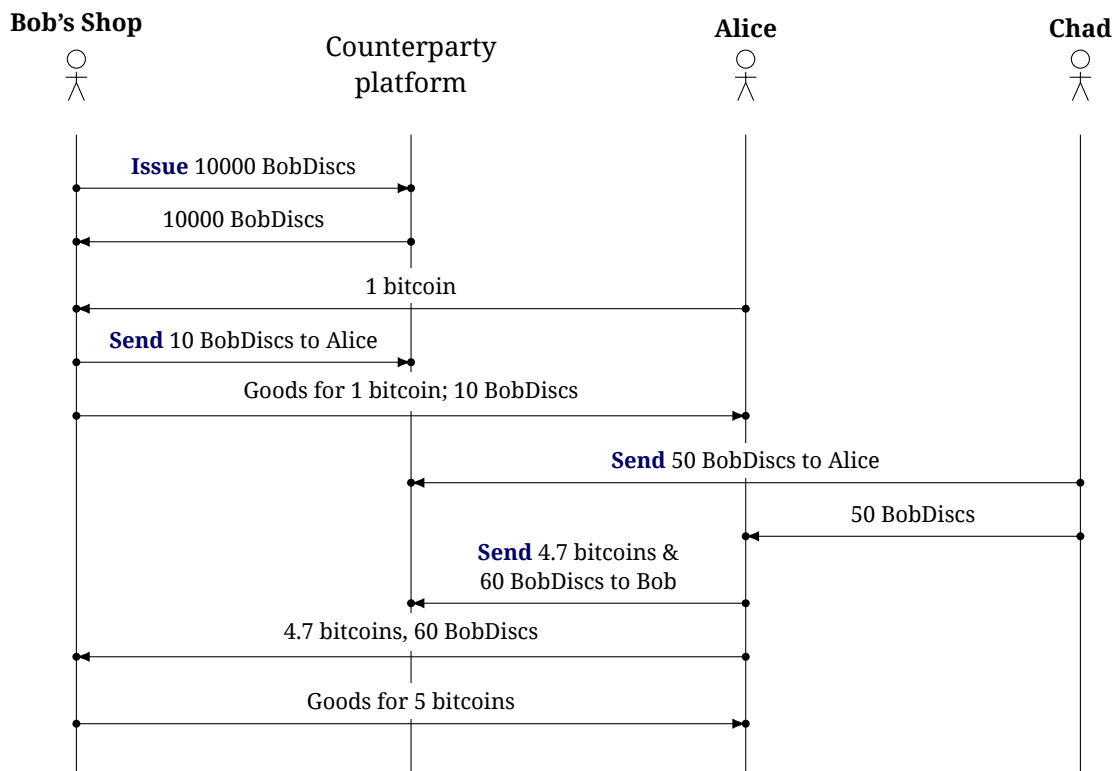 Bob’s Shop
Counterparty
platform
Alice
Chad
Issue 10000 BobDiscs
10000 BobDiscs
1 bitcoin
Send 10 BobDiscs to Alice
Goods for 1 bitcoin; 10 BobDiscs
Send 50 BobDiscs to Alice
50 BobDiscs
Send 4.7 bitcoins &
60 BobDiscs to Bob
4.7 bitcoins, 60 BobDiscs
Goods for 5 bitcoins